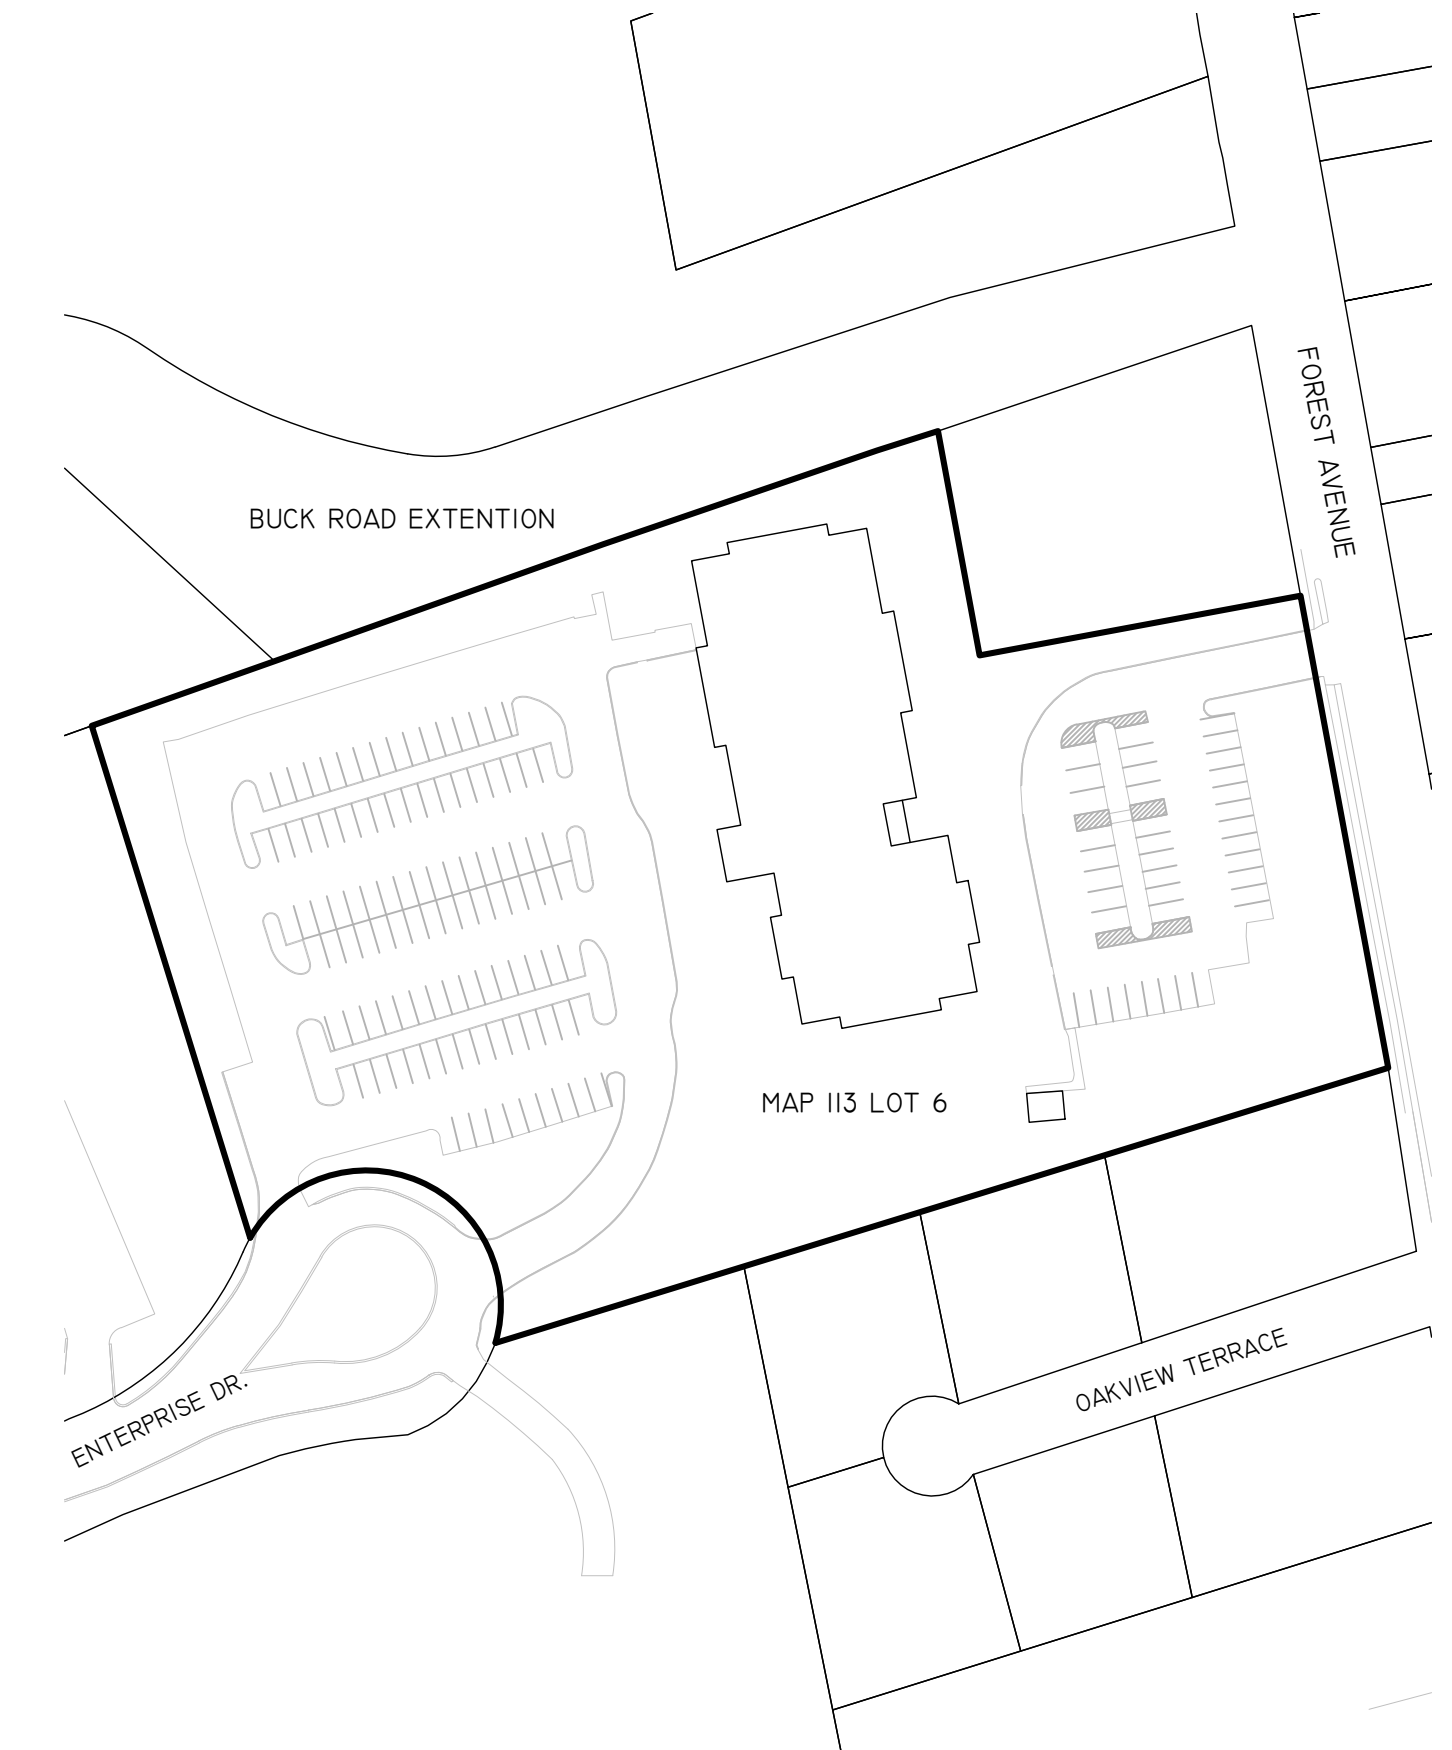 FOREST AVENUE
BUCK ROAD EXTENTION
MAP 113 LOT 6
OAKVIEW TERRACE
ENTERPRISE DR.